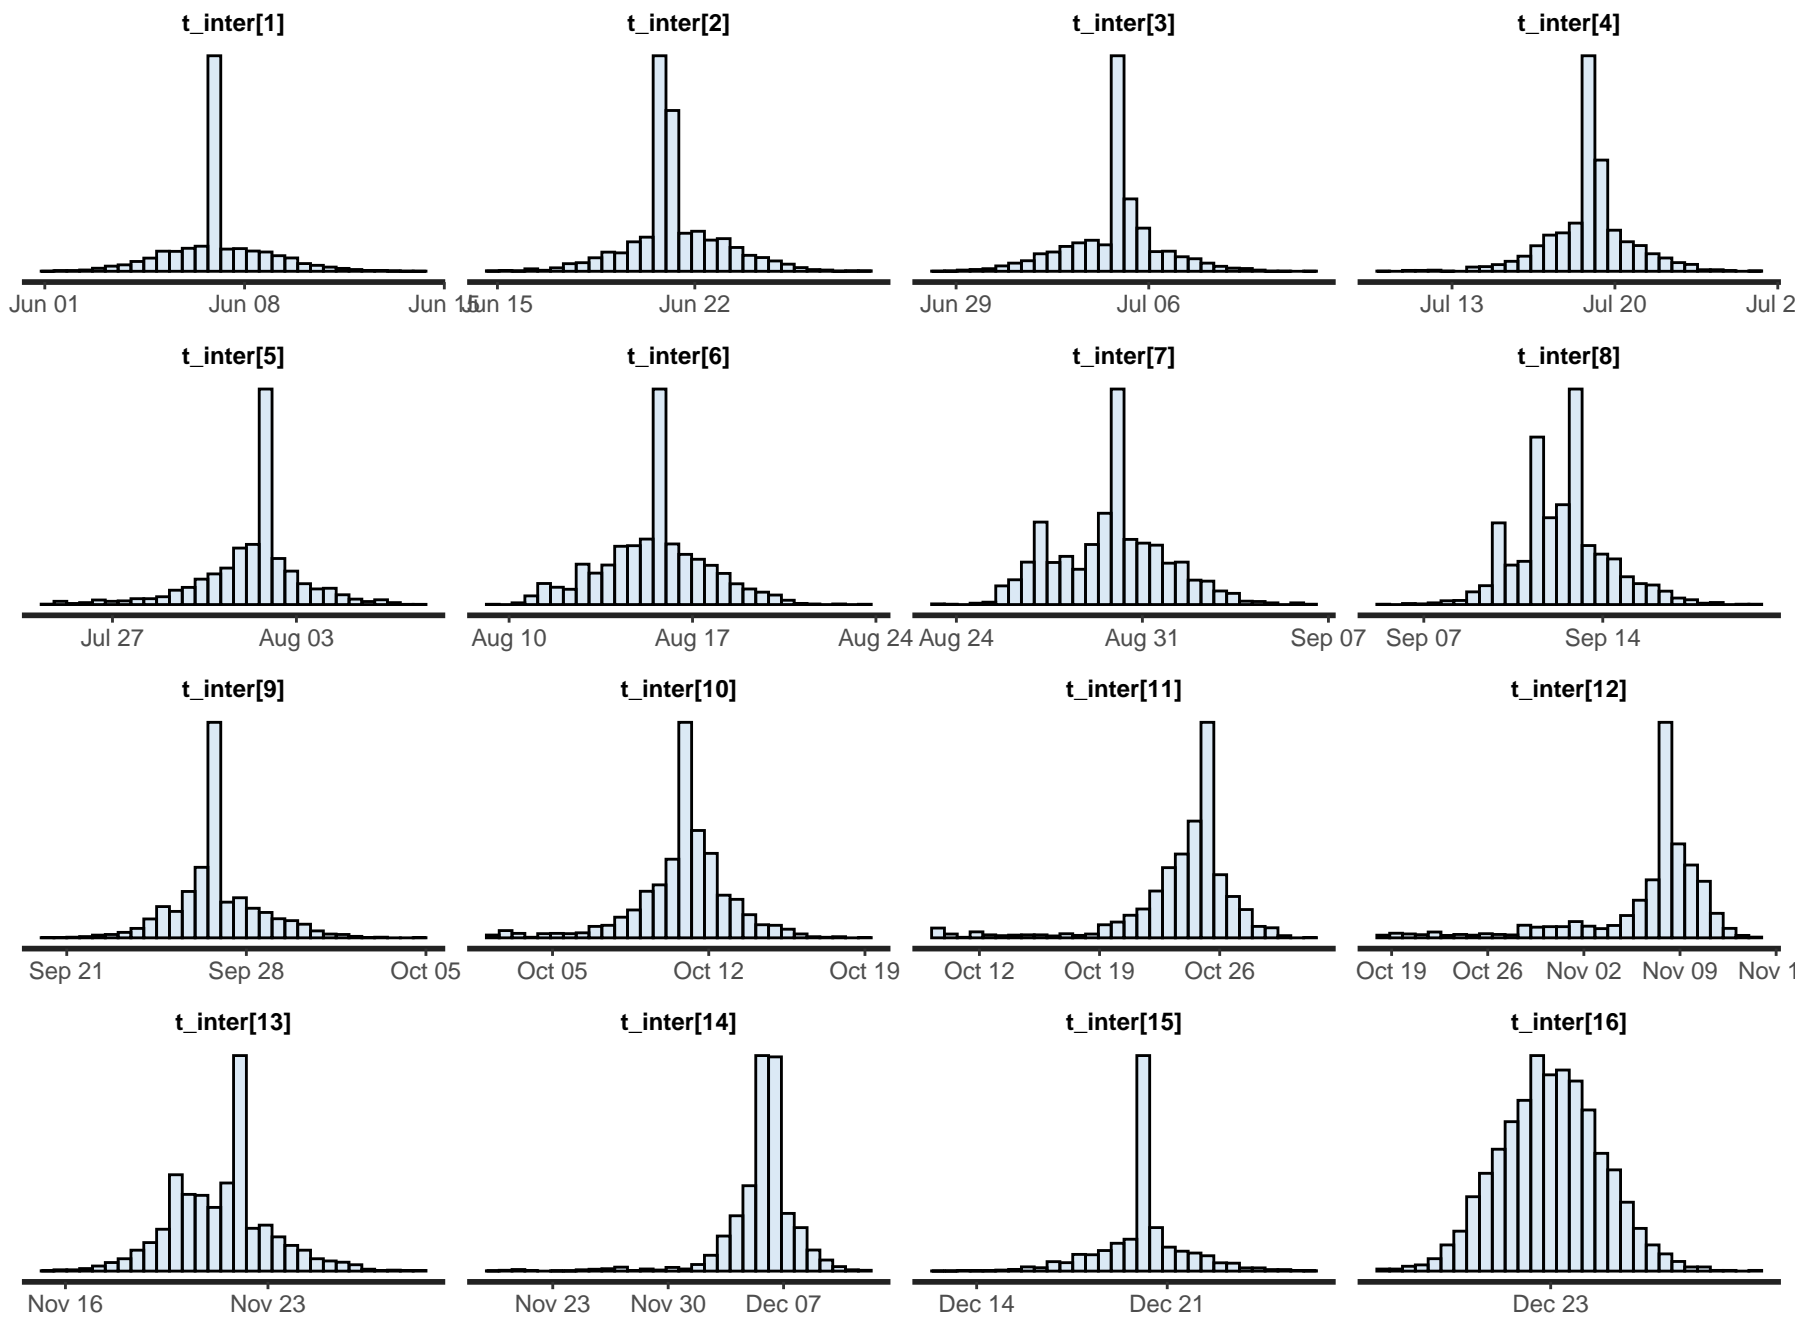 t_inter[1] t_inter[2] t_inter[3] t_inter[4]
Jun 01 Jun 08 Jun 15 Jun 15 Jun 22 Jun 29 Jul 06 Jul 13 Jul 20 Jul 2
t_inter[5] t_inter[6] t_inter[7] t_inter[8]
Jul 27 Aug 03 Aug 10 Aug 17 Aug 24 Aug 24 Aug 31 Sep 07 Sep 07 Sep 14
t_inter[9] t_inter[10] t_inter[11] t_inter[12]
Sep 21 Sep 28 Oct 05 Oct 05 Oct 12 Oct 19 Oct 12 Oct 19 Oct 26 Oct 19 Oct 26 Nov 02 Nov 09 Nov 1
t_inter[13] t_inter[14] t_inter[15] t_inter[16]
Nov 16 Nov 23 Nov 23 Nov 30 Dec 07 Dec 14 Dec 21 Dec 23